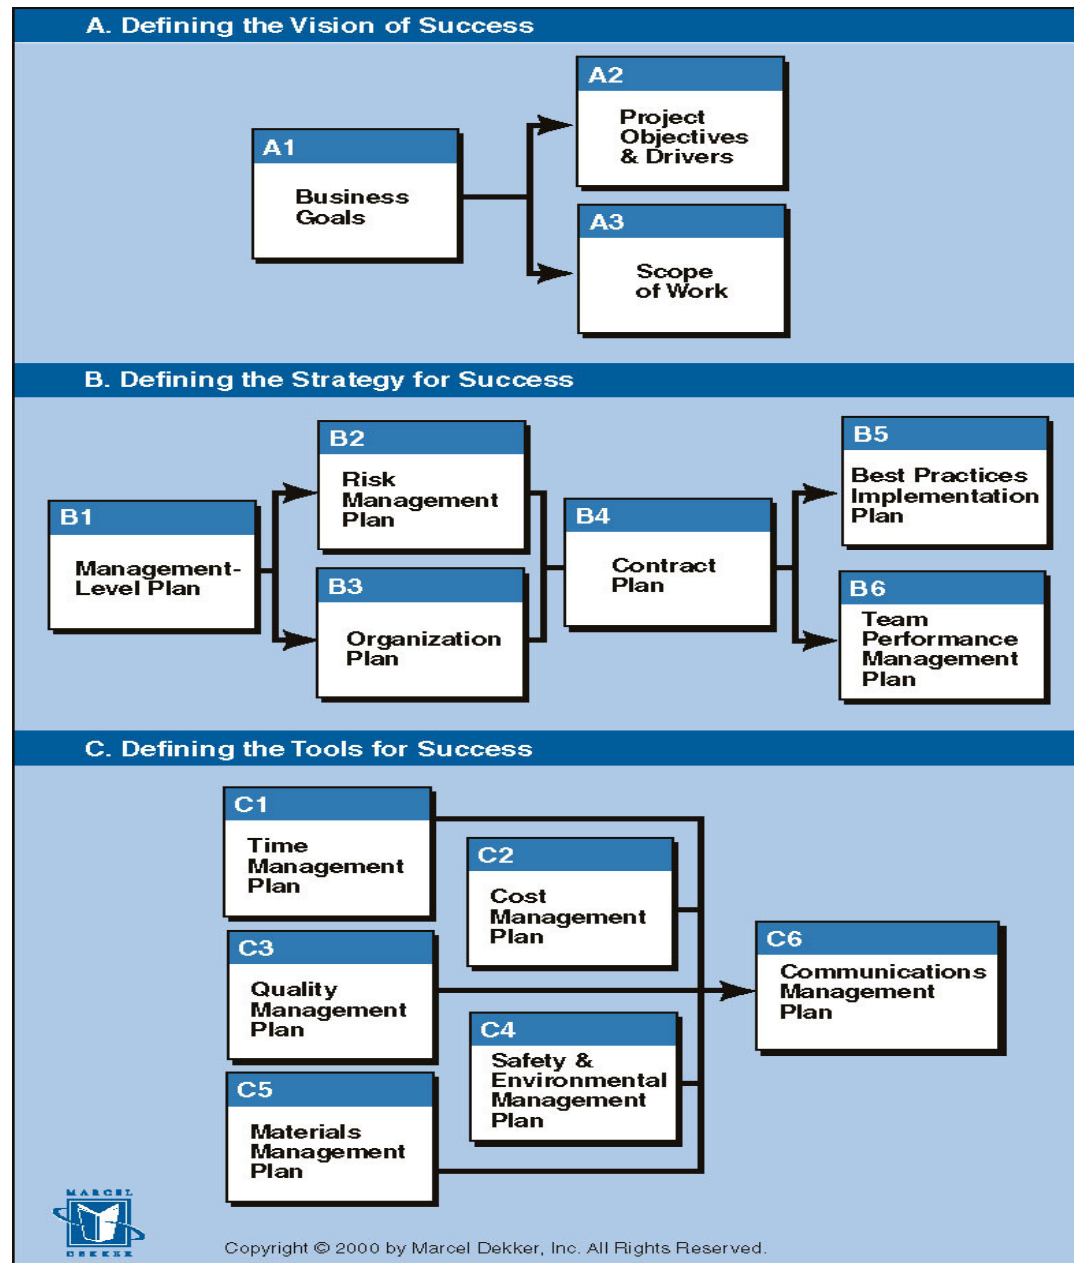 A. Defining the Vision of Success
A1
Business
Goals
A2
Project
Objectives
& Drivers
A3
Scope
of Work
B. Defining the Strategy for Success
B1
Management-
Level Plan
B2
Risk
Management
Plan
B3
Organization
Plan
B4
Contract
Plan
B5
Best Practices
Implementation
Plan
B6
Team
Performance
Management
Plan
C. Defining the Tools for Success
C1
Time
Management
Plan
C2
Cost
Management
Plan
C3
Quality
Management
Plan
C4
Safety &
Environmental
Management
Plan
C5
Materials
Management
Plan
C6
Communications
Management
Plan
MARCEL
DEKKER
Copyright © 2000 by Marcel Dekker, Inc. All Rights Reserved.